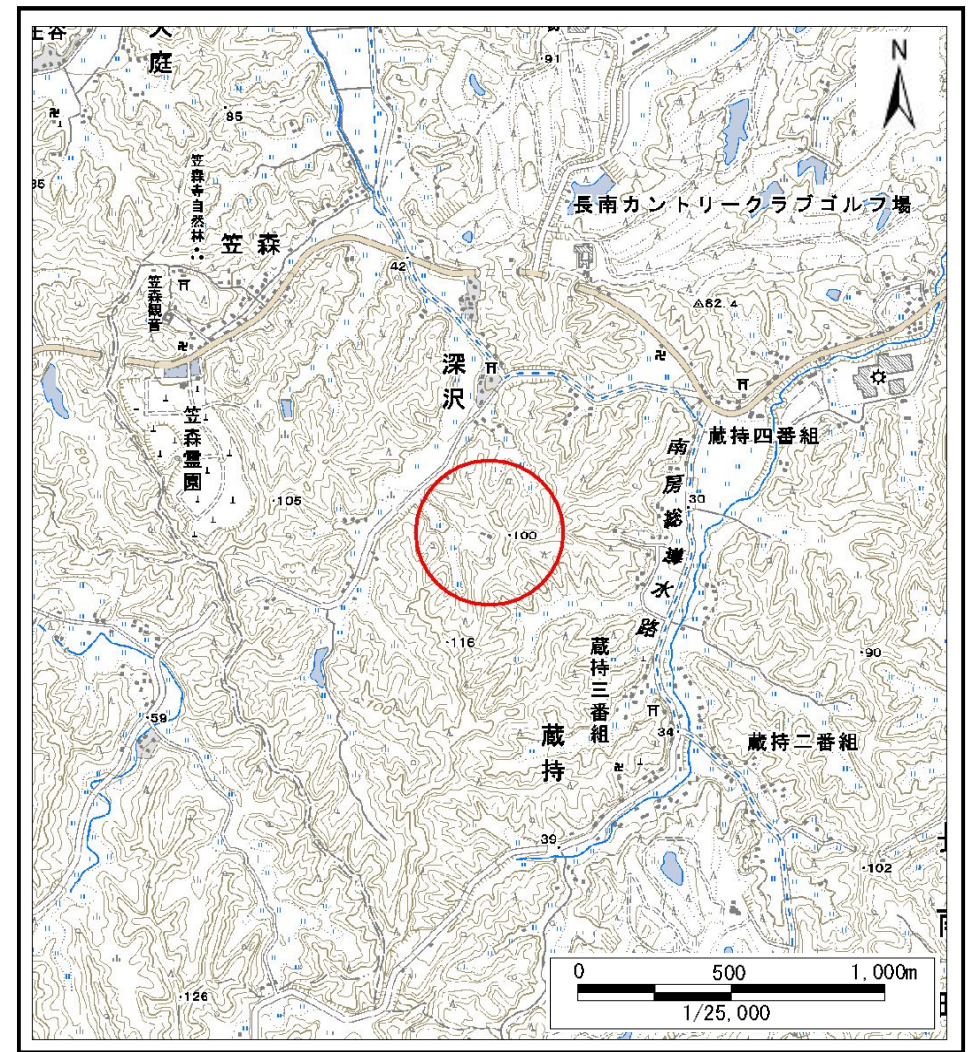 大庭
N
91
85
笠森寺自然林
長南カントリークラブゴルフ場
笠森
42
笠森観音
82.4
深沢
笠森霊園
蔵持四番組
105
南房総導水路
30
100
116
蔵持三番組
90
59
蔵持
34
蔵持二番組
39
102
126
0 500 1,000m
1/25,000